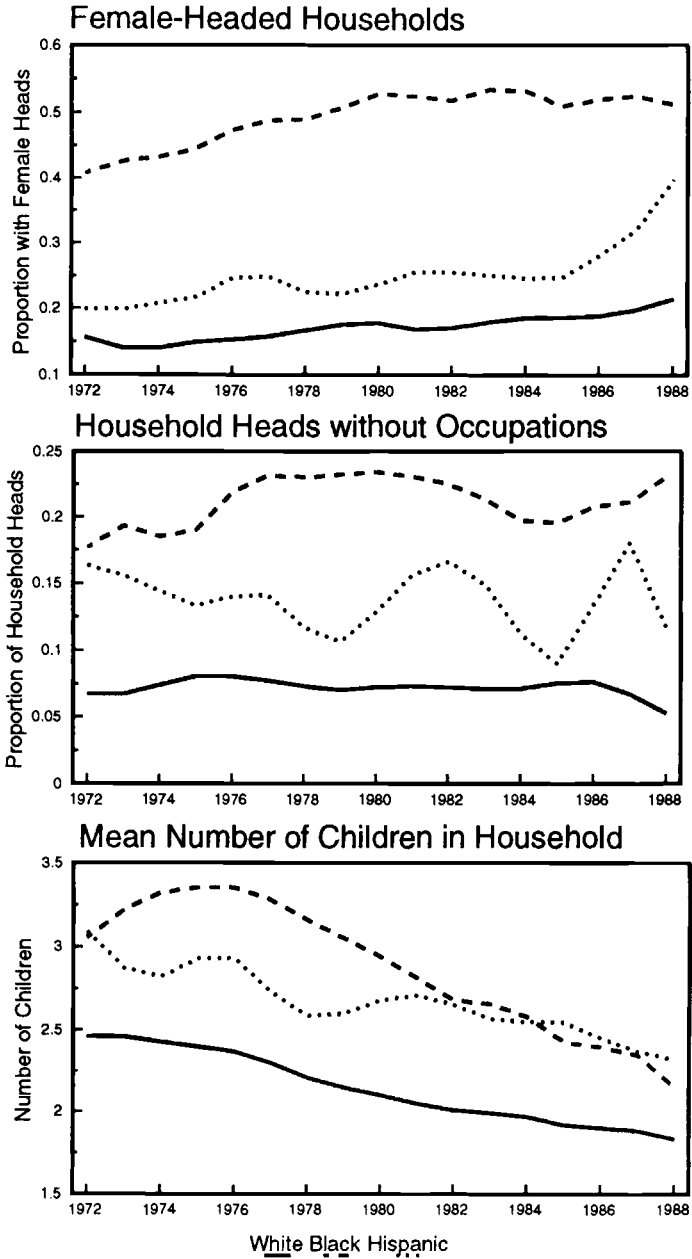 Female-Headed Households
Proportion with Female Heads
0.6
0.5
0.4
0.3
0.2
0.1
1972 1974 1976 1978 1980 1982 1984 1986 1988
Household Heads without Occupations
Proportion of Household Heads
0.25
0.2
0.15
0.1
0.05
0
1972 1974 1976 1978 1980 1982 1984 1986 1988
Mean Number of Children in Household
Number of Children
3.5
3
2.5
2
1.5
1972 1974 1976 1978 1980 1982 1984 1986 1988
White Black Hispanic